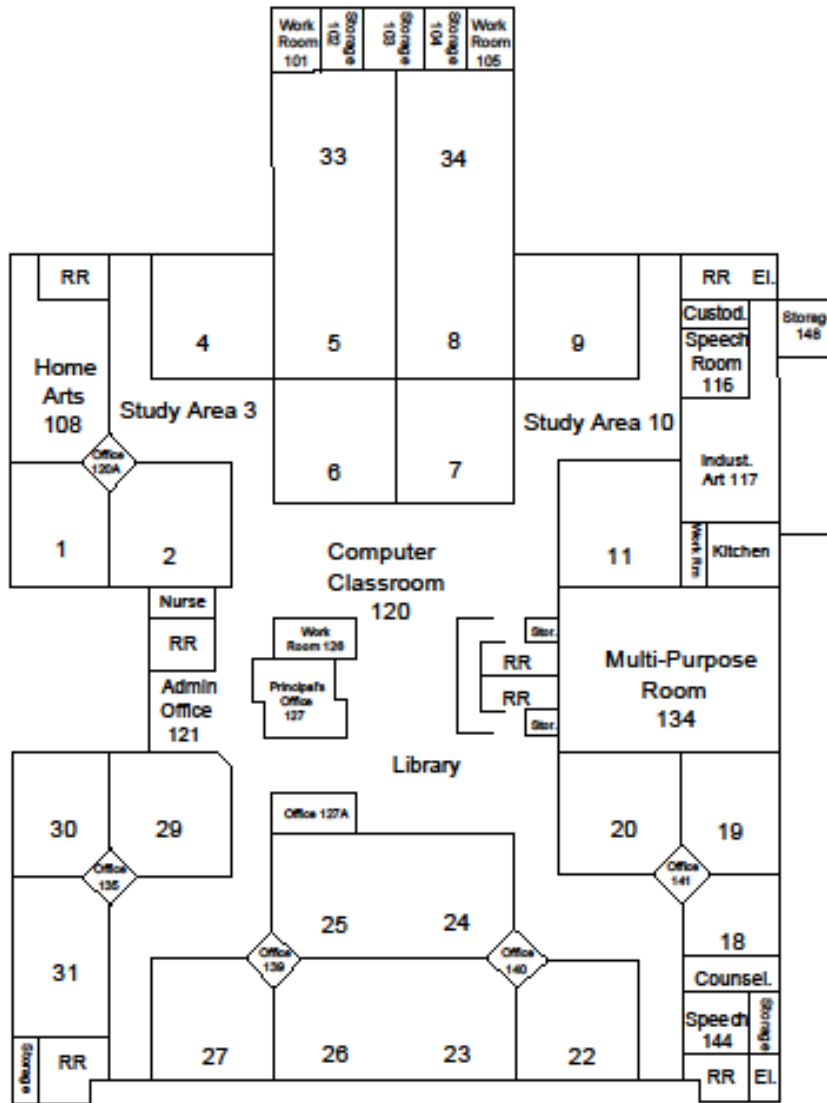 Work
Room
101
Storage
102
Storage
103
Storage
104
Work
Room
105
33
34
RR
4
5
8
9
RR
El.
Custod.
Storag
148
Speech
Room
116
Home
Arts
108
Study Area 3
Study Area 10
Office
120A
6
7
Indust.
Art 117
1
2
11
Work Rm
Kitchen
Computer
Classroom
120
Nurse
RR
Work
Room 126
Stor.
RR
RR
Stor.
Multi-Purpose
Room
134
Admin
Office
121
Principal's
Office
127
Library
30
29
Office 127A
20
19
Office
135
Office
141
25
24
18
31
Office
139
Office
140
Counsel.
Speech
144
Storage
27
26
23
22
Storage
RR
RR
El.